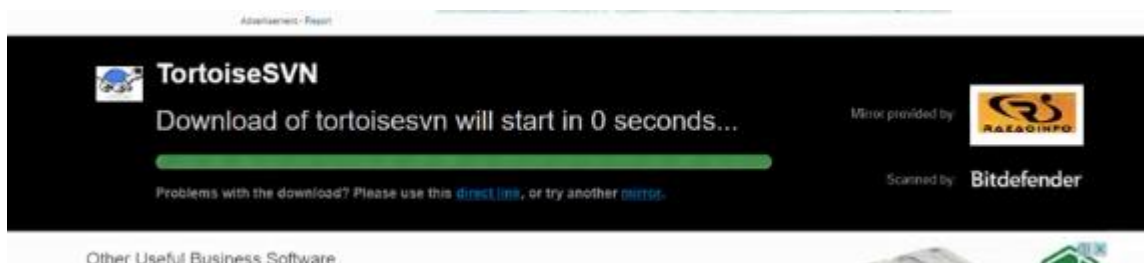 Advertisement - Report
TortoiseSVN
Download of tortoisesvn will start in 0 seconds...
Mirror provided by
RAZAOINFO
Problems with the download? Please use this direct link, or try another mirror.
Scanned by
Bitdefender
Other Useful Business Software